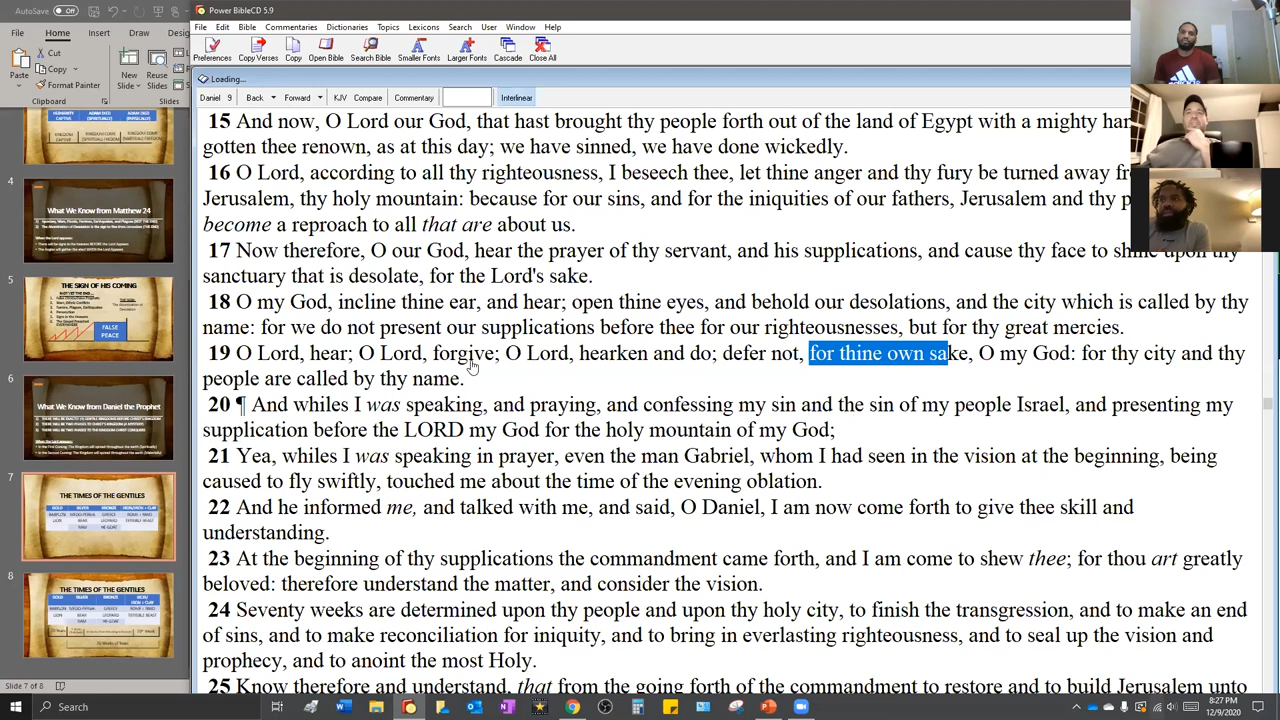 AutoSave Off
File Home Insert Draw Design
Paste
Cut
Copy
Format Painter
New Slide
Reuse Slides
Clipboard
Slides
4
What We Know from Matthew 24
5
THE SIGN OF HIS COMING
FALSE PEACE
6
What We Know from Daniel the Prophet
7
THE TIMES OF THE GENTILES
8
THE TIMES OF THE GENTILES
Slide 7 of 8
Power BibleCD 5.9
File Edit Bible Commentaries Dictionaries Topics Lexicons Search User Window Help
Preferences Copy Verses Copy Open Bible Search Bible Smaller Fonts Larger Fonts Cascade Close All
Loading...
Daniel 9 Back Forward KJV Compare Commentary Interlinear
15 And now, O Lord our God, that hast brought thy people forth out of the land of Egypt with a mighty
gotten thee renown, as at this day; we have sinned, we have done wickedly.
16 O Lord, according to all thy righteousness, I beseech thee, let thine anger and thy fury be turned away
Jerusalem, thy holy mountain: because for our sins, and for the iniquities of our fathers, Jerusalem and thy
become a reproach to all that are about us.
17 Now therefore, O our God, hear the prayer of thy servant, and his supplications, and cause thy face to shine upon thy
sanctuary that is desolate, for the Lord's sake.
18 O my God, incline thine ear, and hear; open thine eyes, and behold our desolations, and the city which is called by thy
name: for we do not present our supplications before thee for our righteousnesses, but for thy great mercies.
19 O Lord, hear; O Lord, forgive; O Lord, hearken and do; defer not, for thine own sake, O my God: for thy city and thy
people are called by thy name.
20 ¶ And whiles I was speaking, and praying, and confessing my sin and the sin of my people Israel, and presenting my
supplication before the LORD my God for the holy mountain of my God;
21 Yea, whiles I was speaking in prayer, even the man Gabriel, whom I had seen in the vision at the beginning, being
caused to fly swiftly, touched me about the time of the evening oblation.
22 And he informed me, and talked with me, and said, O Daniel, I am now come forth to give thee skill and
understanding.
23 At the beginning of thy supplications the commandment came forth, and I am come to shew thee; for thou art greatly
beloved: therefore understand the matter, and consider the vision.
24 Seventy weeks are determined upon thy people and upon thy holy city, to finish the transgression, and to make an end
of sins, and to make reconciliation for iniquity, and to bring in everlasting righteousness, and to seal up the vision and
prophecy, and to anoint the most Holy.
25 Know therefore and understand, that from the going forth of the commandment to restore and to build Jerusalem unto
Search
8:27 PM
12/9/2020